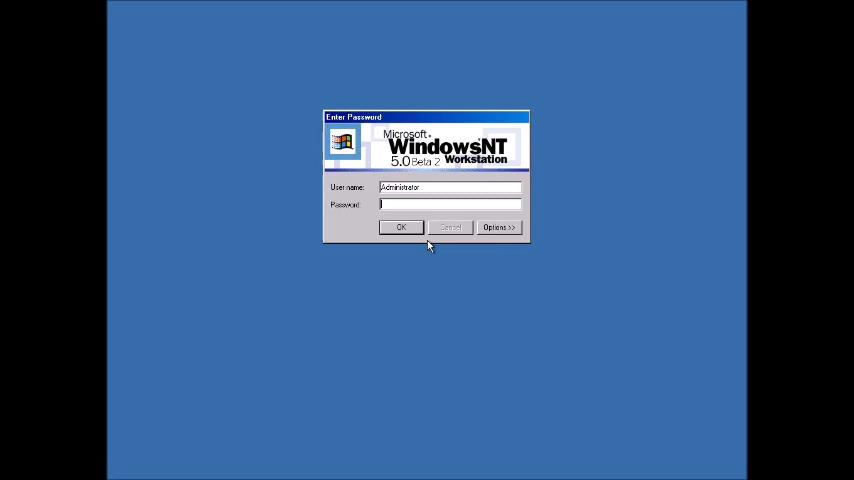 Enter Password
Microsoft
WindowsNT
5.0 Beta 2 Workstation
User name: Administrator
Password:
OK Cancel Options >>